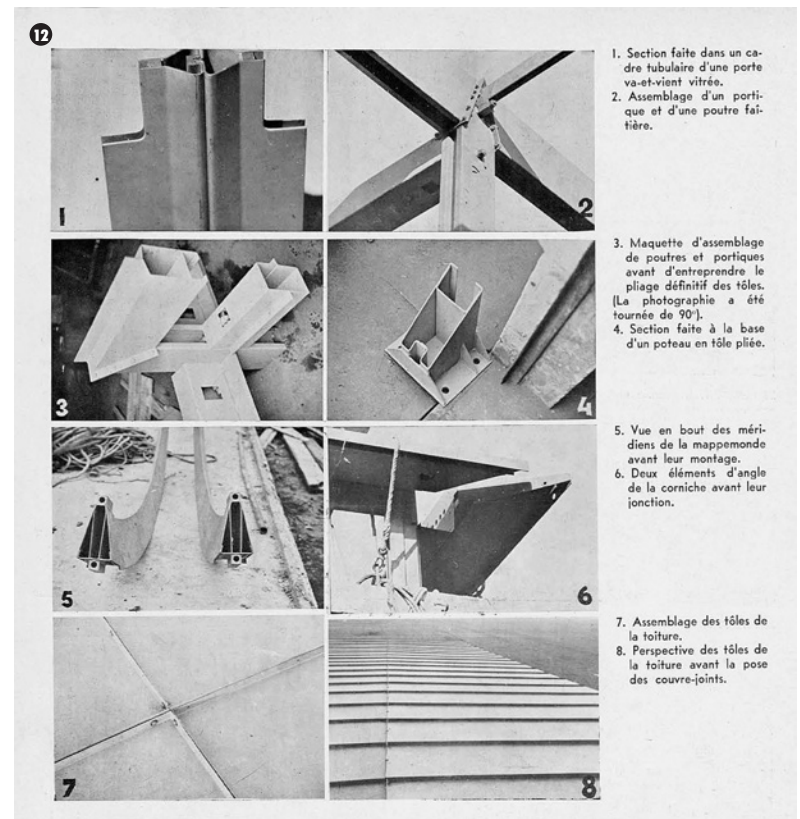 12
1. Section faite dans un ca-
dre tubulaire d'une porte
va-et-vient vitrée.
2. Assemblage d'un porti-
que et d'une poutre faî-
tière.
1
2
3. Maquette d'assemblage
de poutres et portiques
avant d'entreprendre le
pliage définitif des tôles.
(La photographie a été
tournée de 90°).
4. Section faite à la base
d'un poteau en tôle pliée.
3
4
5. Vue en bout des méri-
diens de la mappemonde
avant leur montage.
6. Deux éléments d'angle
de la corniche avant leur
jonction.
5
6
7. Assemblage des tôles de
la toiture.
8. Perspective des tôles de
la toiture avant la pose
des couvre-joints.
7
8